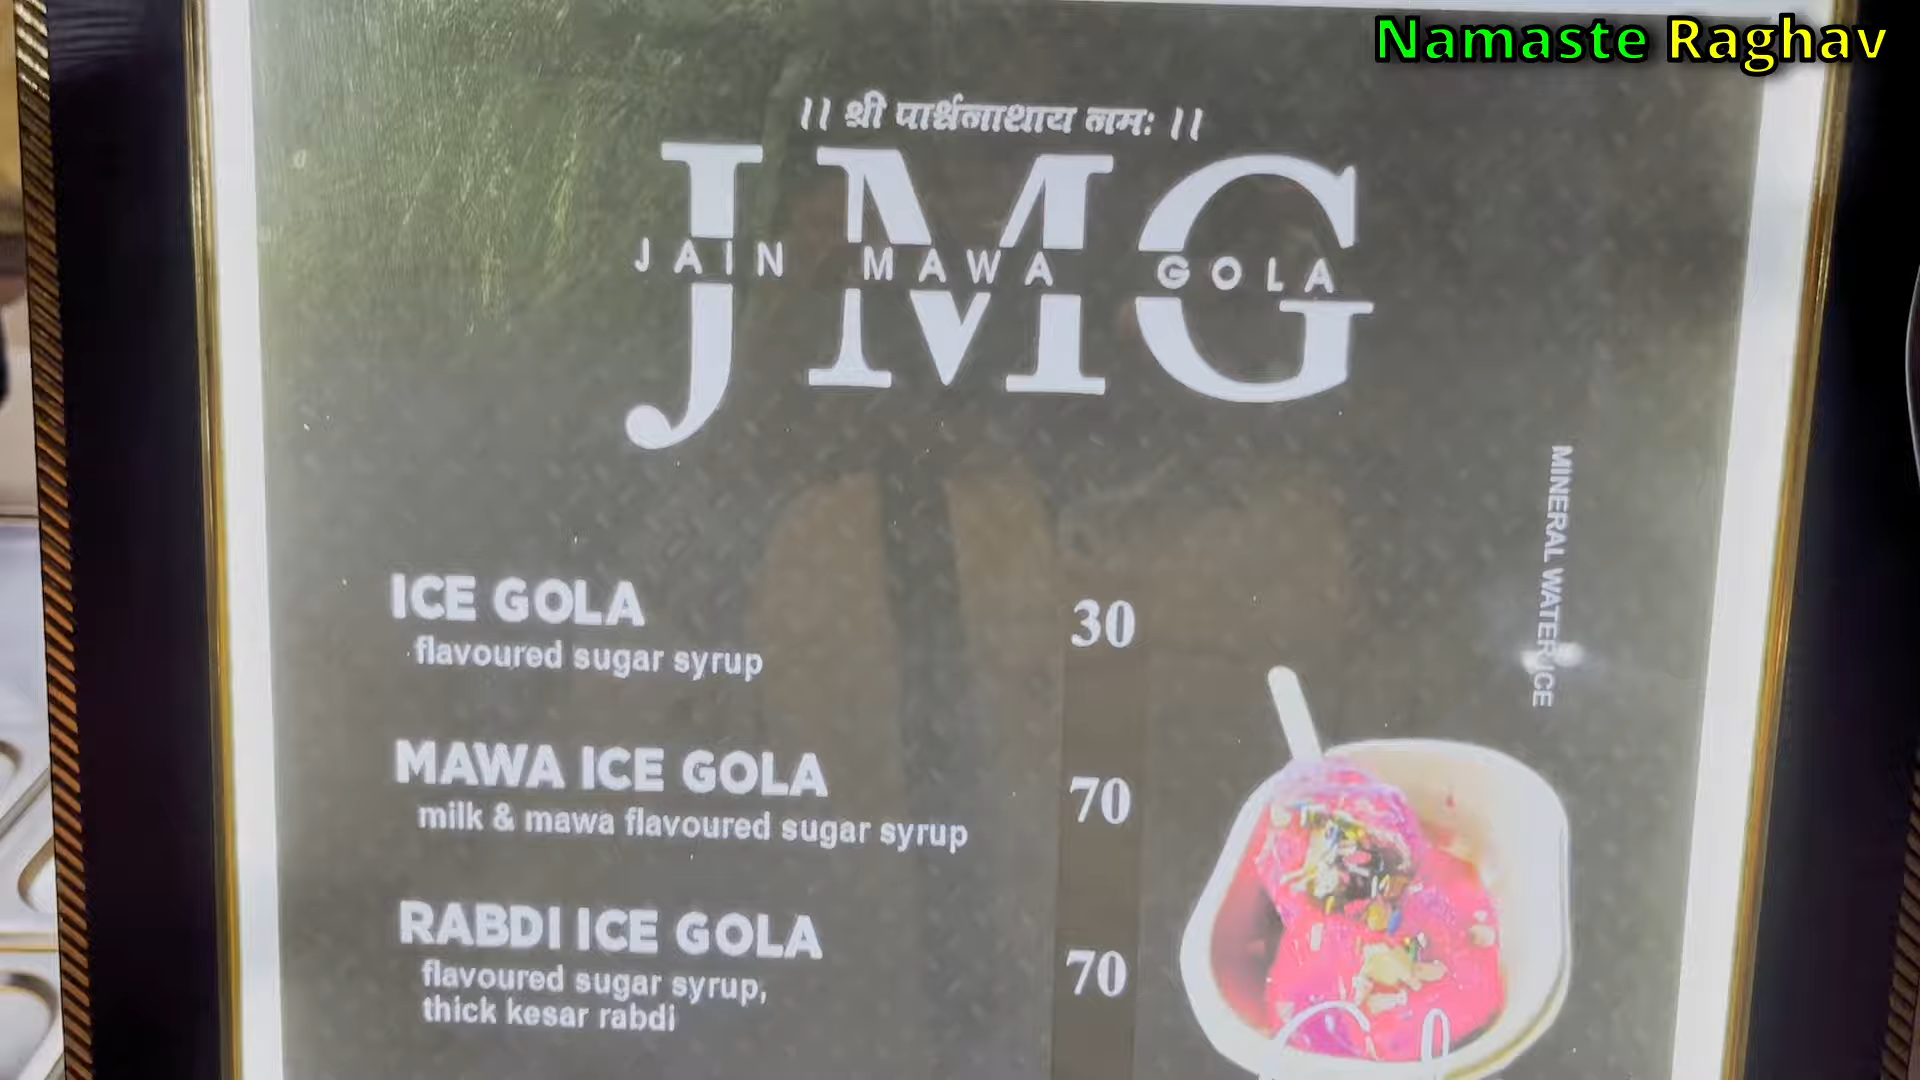 Namaste Raghav
।। श्री पार्श्वनाथाय नमः ।।
JMG
JAIN MAWA GOLA
MINERAL WATER ICE
ICE GOLA 30
flavoured sugar syrup
MAWA ICE GOLA 70
milk & mawa flavoured sugar syrup
RABDI ICE GOLA 70
flavoured sugar syrup,
thick kesar rabdi